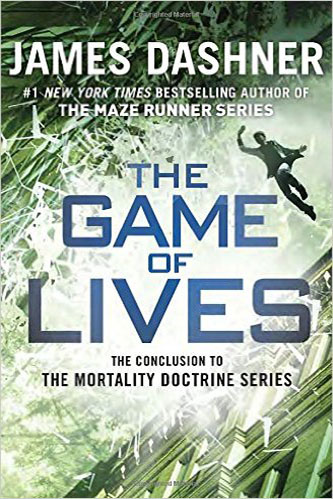 JAMES DASHNER
#1 NEW YORK TIMES BESTSELLING AUTHOR OF
THE MAZE RUNNER SERIES
THE
GAME
OF
LIVES
THE CONCLUSION TO
THE MORTALITY DOCTRINE SERIES